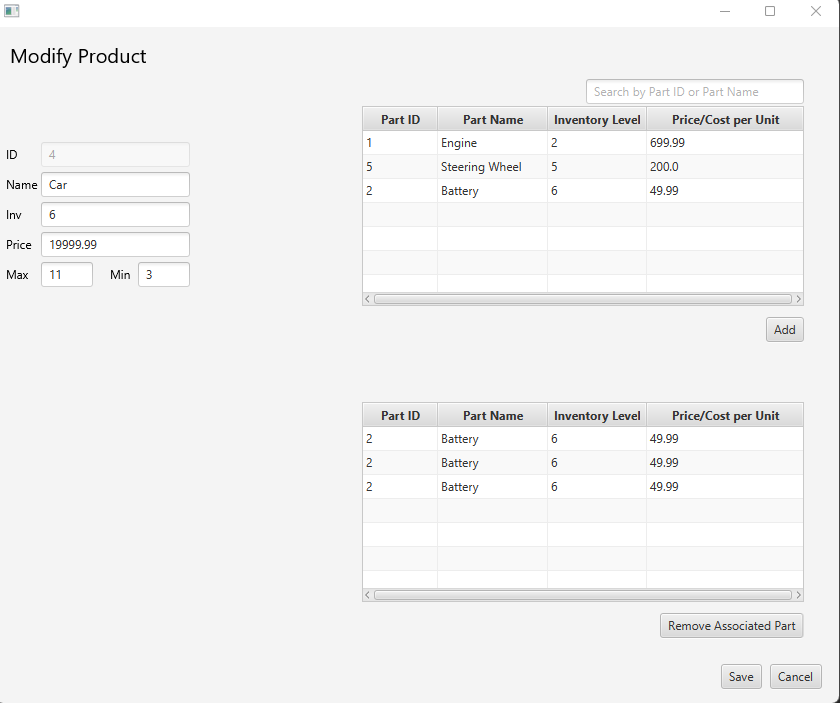 Modify Product
Search by Part ID or Part Name
Part ID Part Name Inventory Level Price/Cost per Unit
1 Engine 2 699.99
5 Steering Wheel 5 200.0
2 Battery 6 49.99
ID 4
Name Car
Inv 6
Price 19999.99
Max 11 Min 3
Add
Part ID Part Name Inventory Level Price/Cost per Unit
2 Battery 6 49.99
2 Battery 6 49.99
2 Battery 6 49.99
Remove Associated Part
Save Cancel